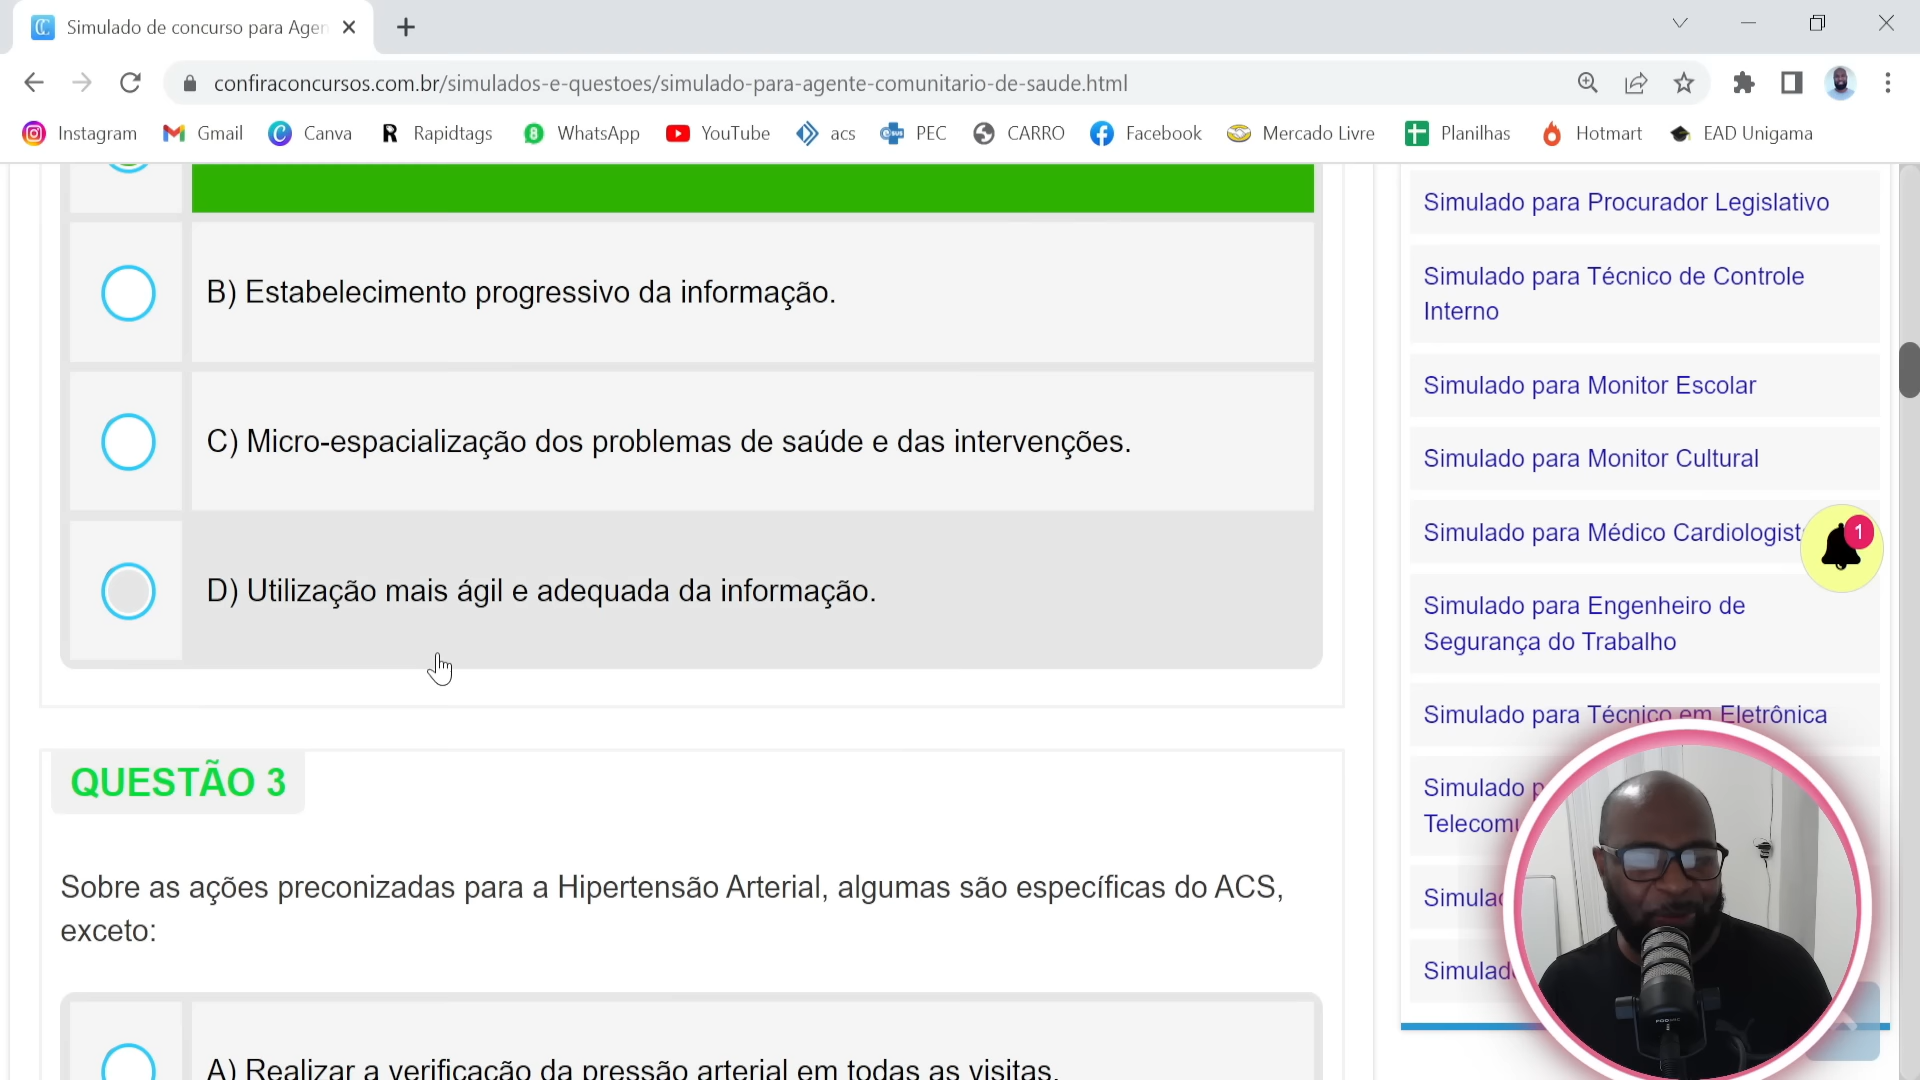 Simulado de concurso para Agen
confiraconcursos.com.br/simulados-e-questoes/simulado-para-agente-comunitario-de-saude.html
Instagram Gmail Canva Rapidtags WhatsApp YouTube acs PEC CARRO Facebook Mercado Livre Planilhas Hotmart EAD Unigama
B) Estabelecimento progressivo da informação.
C) Micro-espacialização dos problemas de saúde e das intervenções.
D) Utilização mais ágil e adequada da informação.
QUESTÃO 3
Sobre as ações preconizadas para a Hipertensão Arterial, algumas são específicas do ACS,
exceto:
A) Realizar a verificação da pressão arterial em todas as visitas.
Simulado para Procurador Legislativo
Simulado para Técnico de Controle
Interno
Simulado para Monitor Escolar
Simulado para Monitor Cultural
Simulado para Médico Cardiologist
1
Simulado para Engenheiro de
Segurança do Trabalho
Simulado para Técnico em Eletrônica
Simulado p
Telecom
Simulad
Simulad